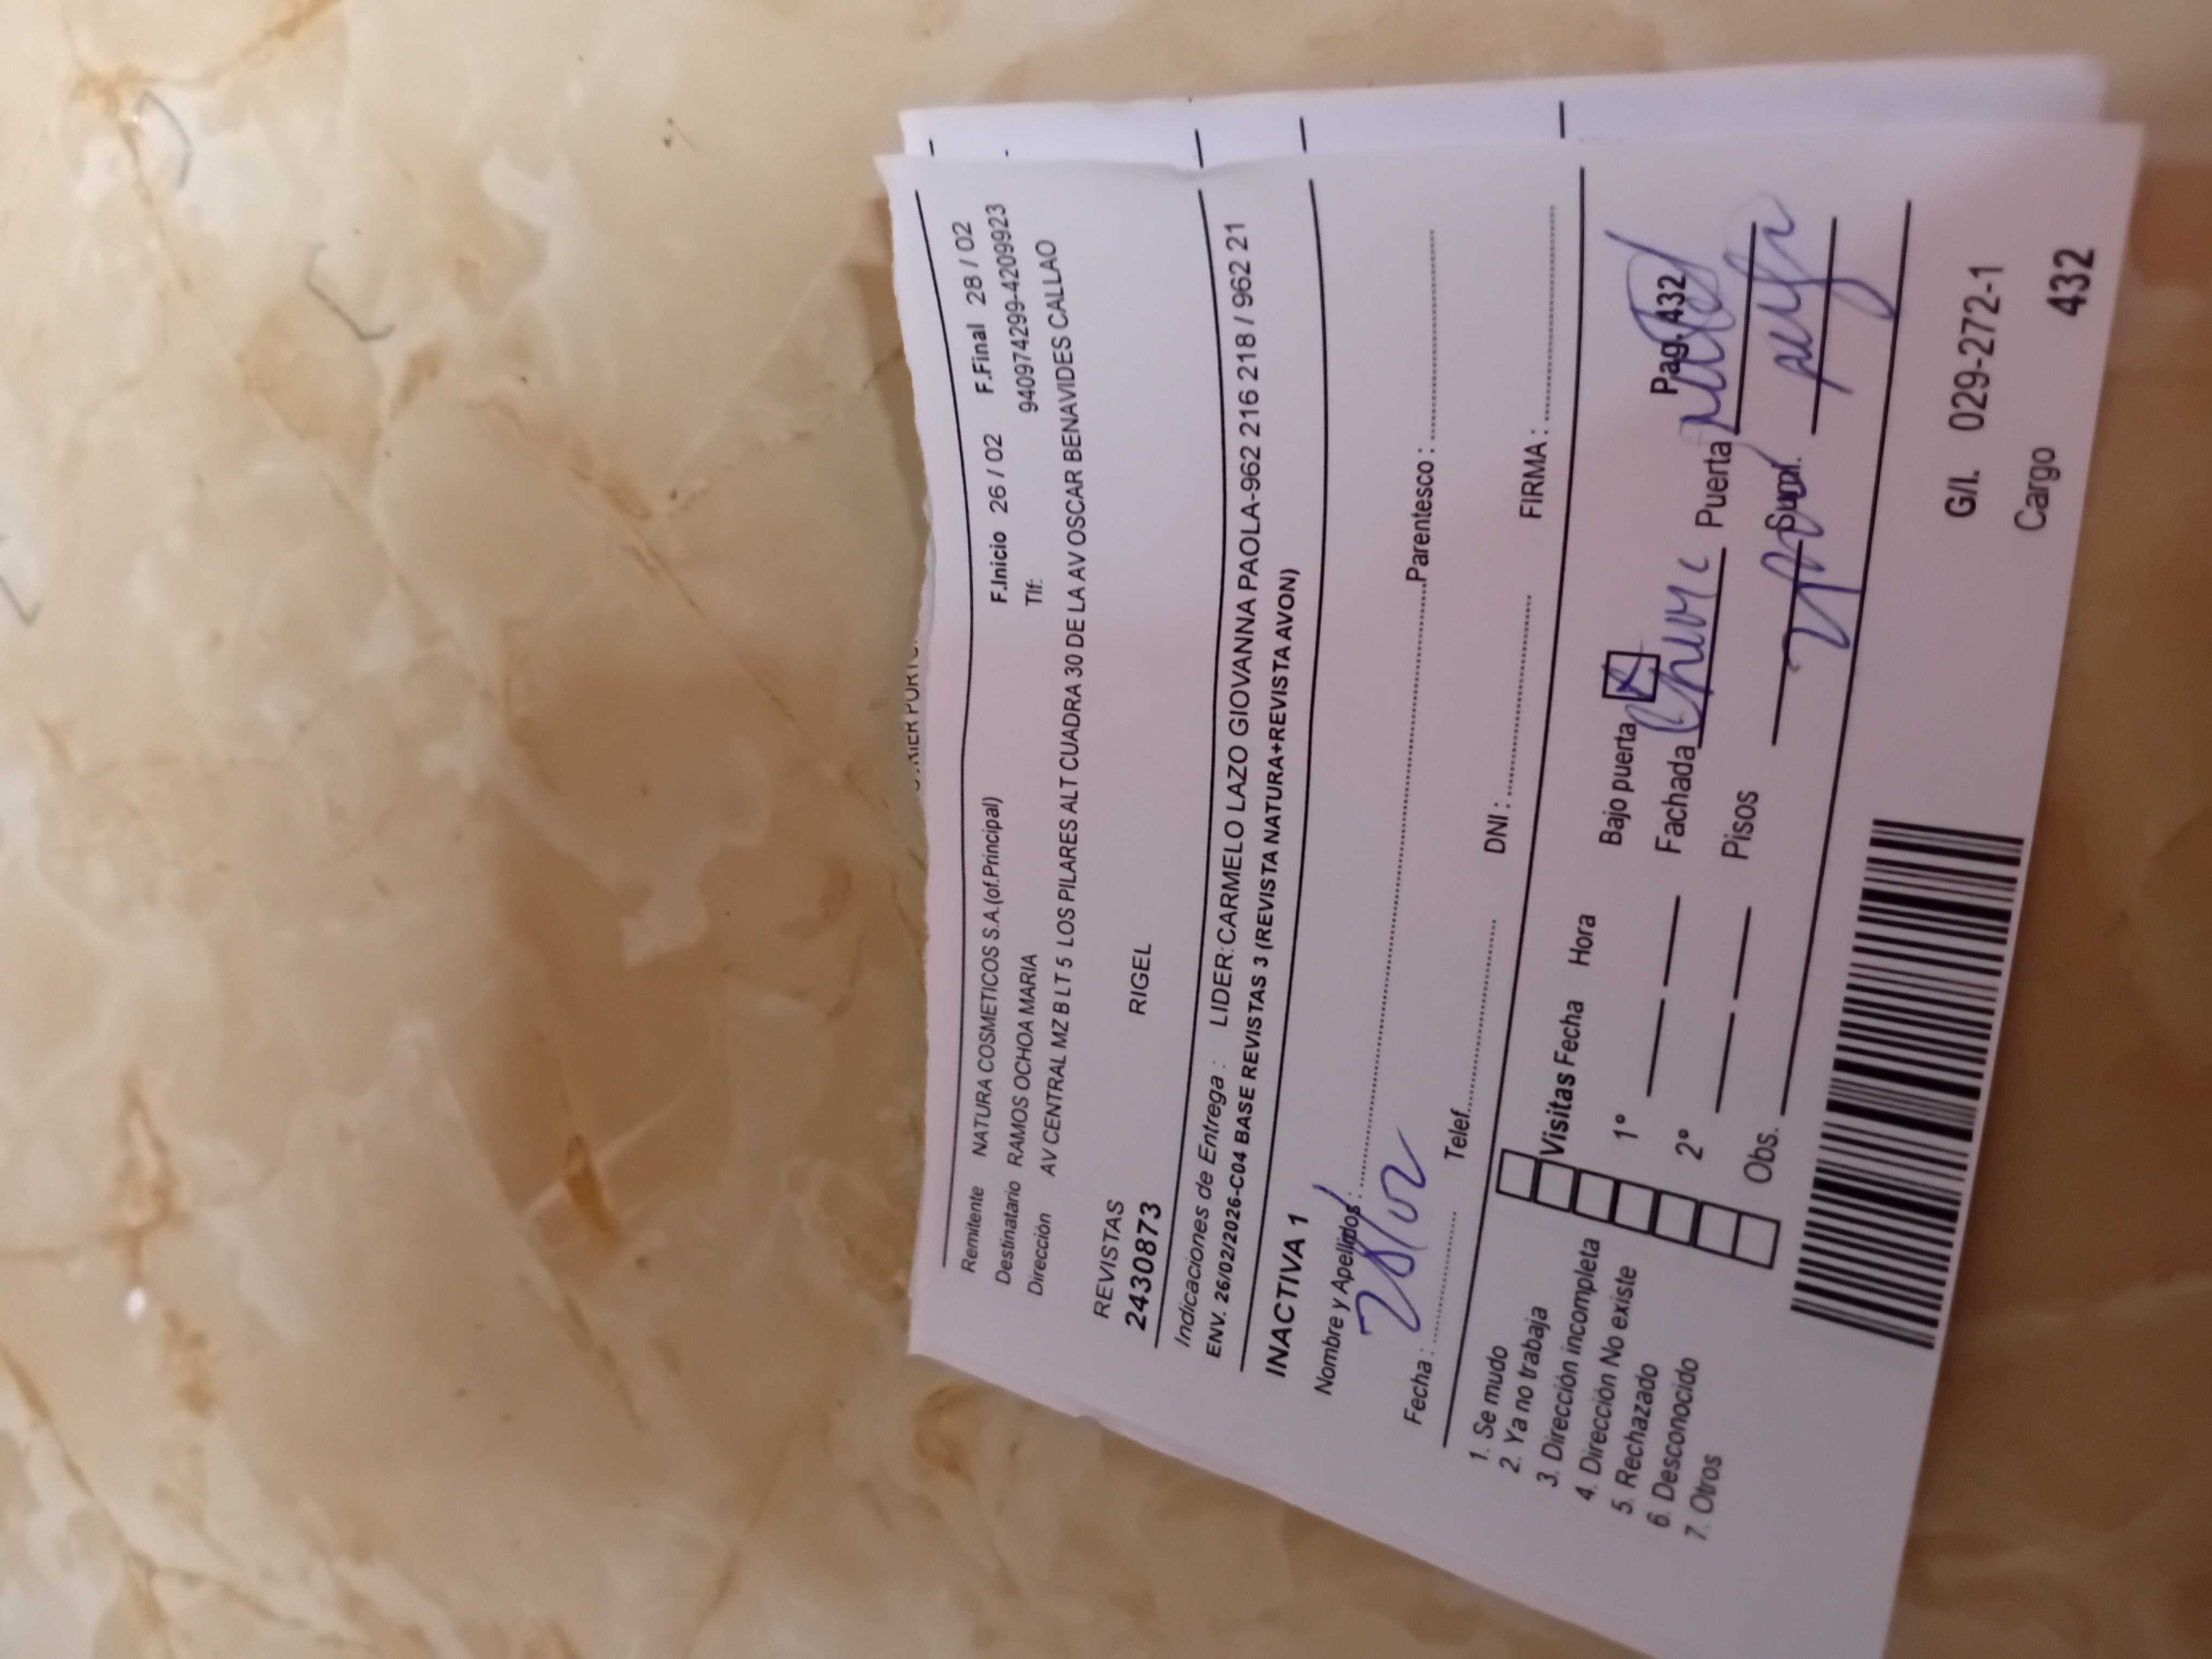 Remitente NATURA COSMETICOS S.A.(of.Principal) F.Inicio 26 / 02 F.Final 28 / 02
Destinatario RAMOS OCHOA MARIA Tlf: 940974299-4209923
Dirección AV CENTRAL MZ B LT 5 LOS PILARES ALT CUADRA 30 DE LA AV OSCAR BENAVIDES CALLAO
REVISTAS
24330873 RIGEL
Indicaciones de Entrega : LIDER:CARMELO LAZO GIOVANNA PAOLA-962 216 218 / 962 21
ENV. 26/02/2026-C04 BASE REVISTAS 3 (REVISTA NATURA+REVISTA AVON)
INACTIVA 1
Nombre y Apellidos : Parentesco :
28/02
Fecha : Telef. DNI : FIRMA :
1. Se mudo
2. Ya no trabaja
3. Dirección incompleta
4. Dirección No existe
5. Rechazado
6. Desconocido
7. Otros
Visitas Fecha Hora Bajo puerta X Pag. 432
1° Fachada Puerta
2° Pisos Sumi.
Obs.
G/I. 029-272-1
Cargo 432